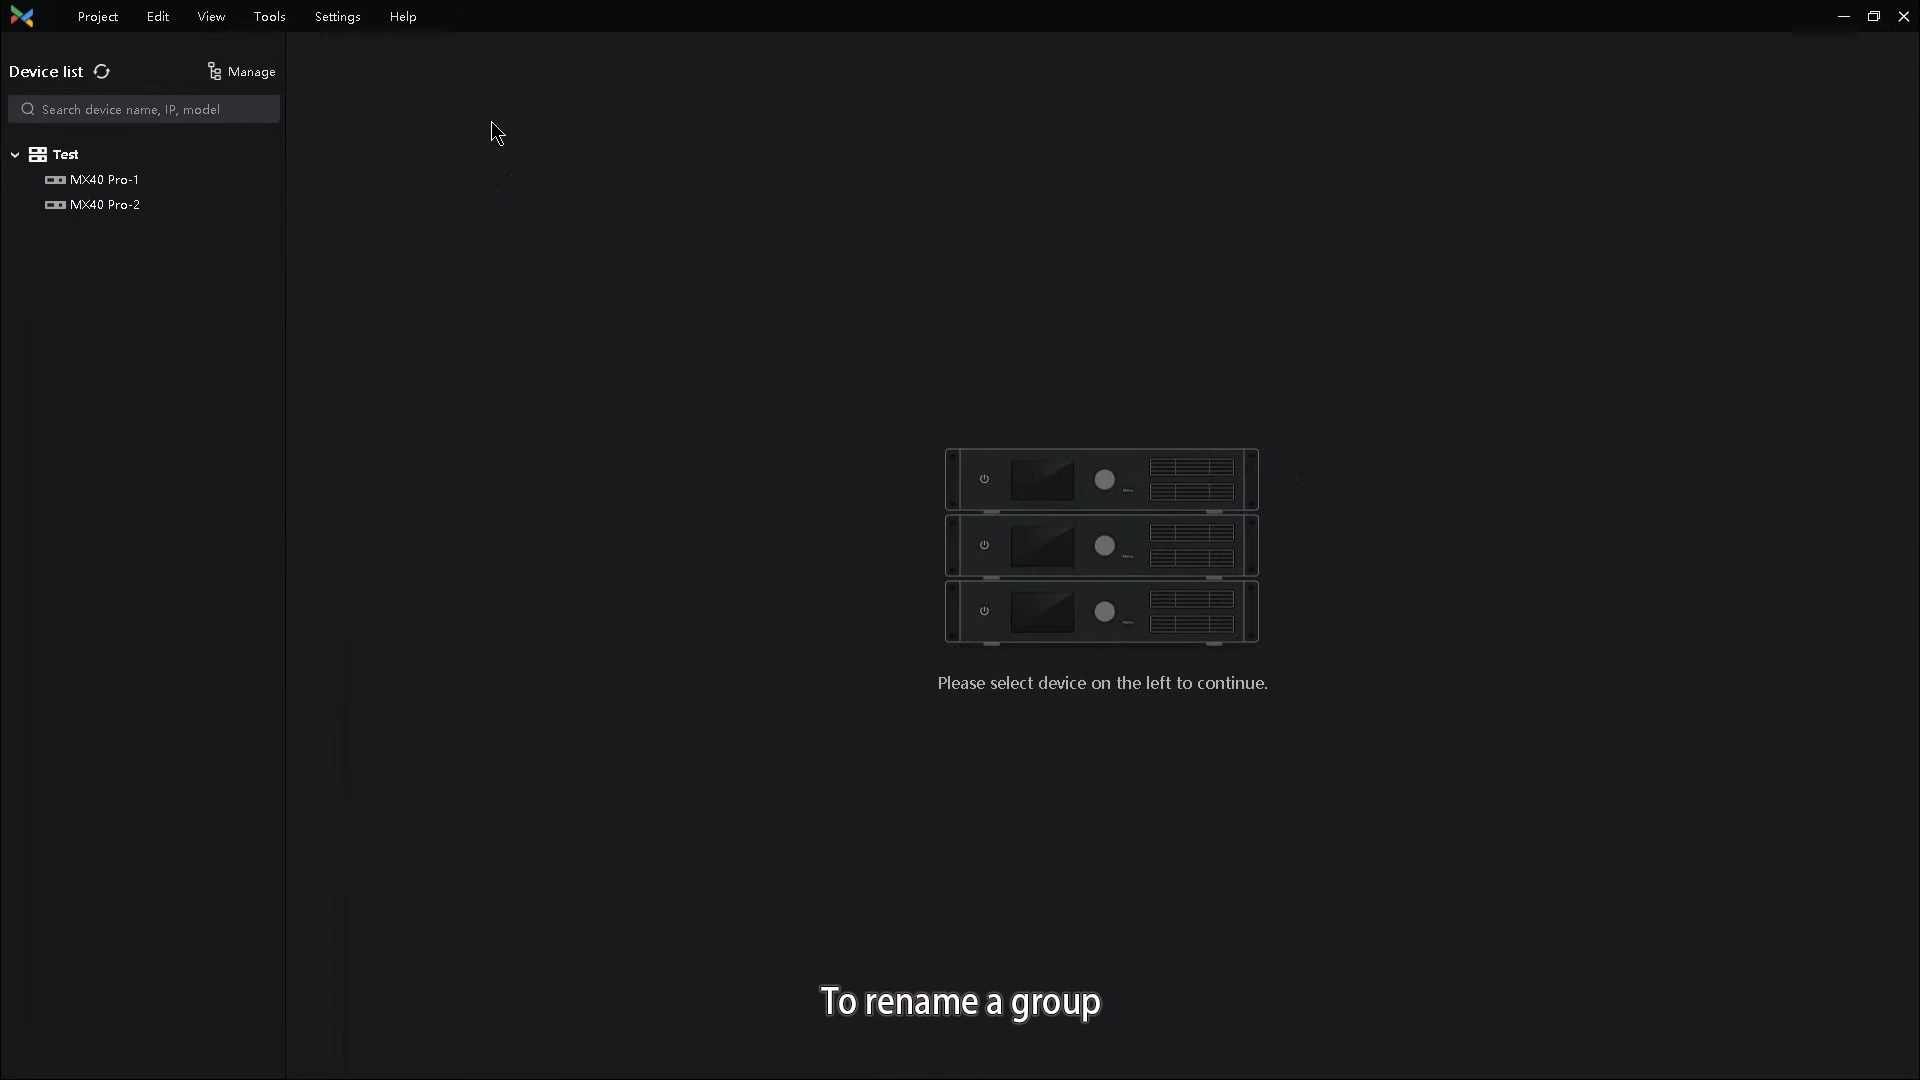 Project Edit View Tools Settings Help
Device list Manage
Search device name, IP, model
Test
MX40 Pro-1
MX40 Pro-2
Please select device on the left to continue.
To rename a group